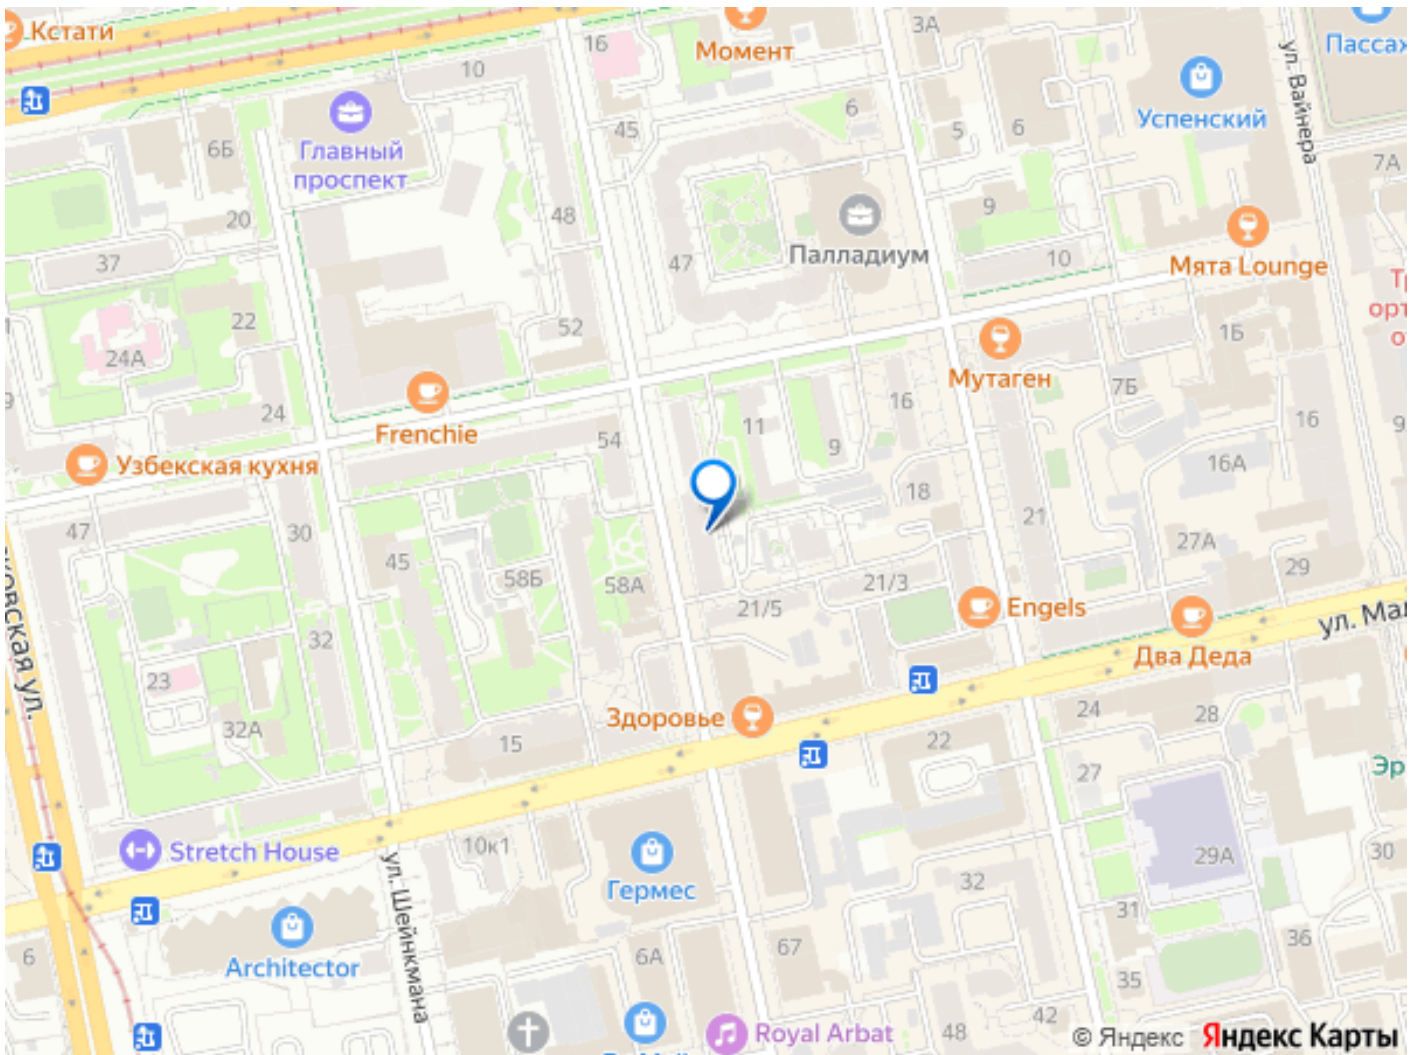 Кстати
16
Момент
3А
Пассаж
10
ул. Вайнера
Успенский
6Б
Главный
проспект
45
6
5
6
7А
20
48
9
37
47
Палладиум
10
Мята Lounge
22
52
24А
1Б
Мутаген
7Б
24
Frenchie
54
11
9
16
16
Узбекская кухня
16А
47
30
18
21
45
58Б
58А
21/5
21/3
27А
29
Engels
32
Два Деда
23
32А
15
Здоровье
22
24
28
27
Stretch House
10к1
Гермес
29А
30
ул. Шейнкмана
32
31
6
Architector
6А
67
36
35
Royal Arbat
48
42
© Яндекс
Яндекс Карты